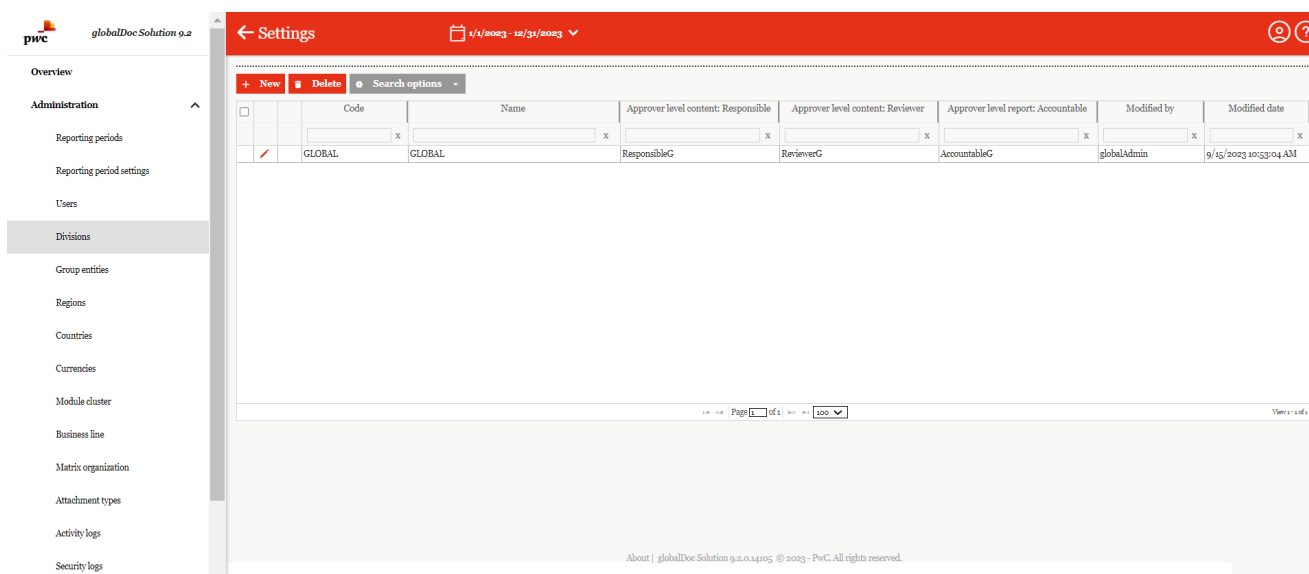 pwc
globalDoc Solution 9.2
Overview
Administration
Reporting periods
Reporting period settings
Users
Divisions
Group entities
Regions
Countries
Currencies
Module cluster
Business line
Matrix organization
Attachment types
Activity logs
Security logs
Settings
1/1/2023 - 12/31/2023
?
+ New
Delete
Search options
Code Name Approver level content: Responsible Approver level content: Reviewer Approver level report: Accountable Modified by Modified date
x x x x x x x
GLOBAL GLOBAL ResponsibleG ReviewerG AccountableG globalAdmin 9/15/2023 10:53:04 AM
Page 1 of 1 100
View 1 - 1 of 1
About | globalDoc Solution 9.2.0.14105 © 2023 - PwC. All rights reserved.